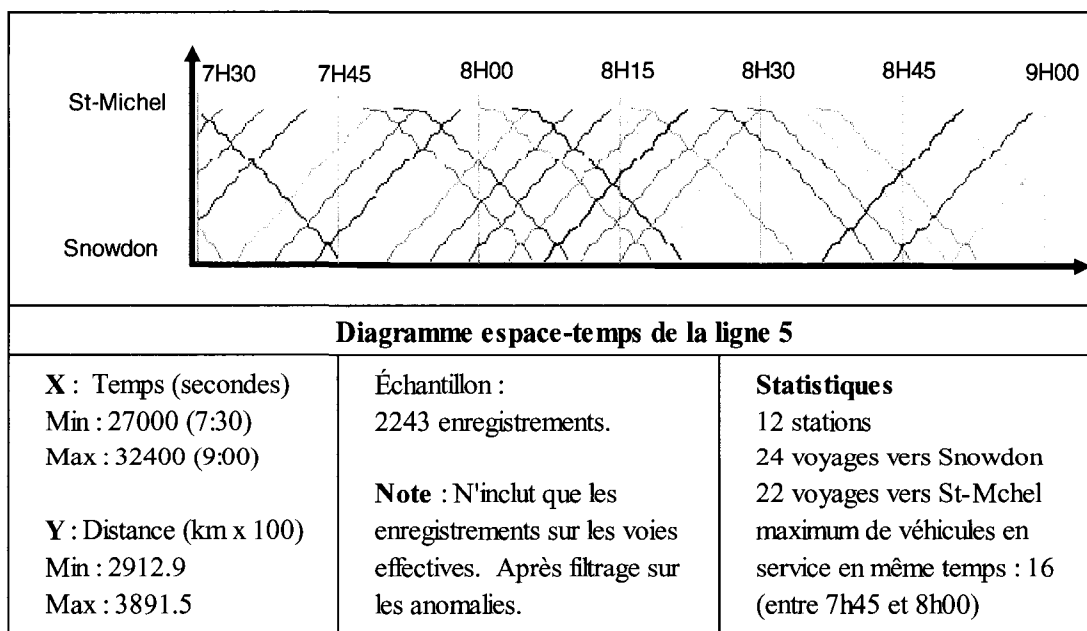 7H30 7H45 8H00 8H15 8H30 8H45 9H00
St-Michel
Snowdon
Diagramme espace-temps de la ligne 5
X : Temps (secondes)
Min : 27000 (7:30)
Max : 32400 (9:00)
Y : Distance (km x 100)
Min : 2912.9
Max : 3891.5
Échantillon :
2243 enregistrements.
Note : N'inclut que les
enregistrements sur les voies
effectives. Après filtrage sur
les anomalies.
Statistiques
12 stations
24 voyages vers Snowdon
22 voyages vers St-Mchel
maximum de véhicules en
service en même temps : 16
(entre 7h45 et 8h00)